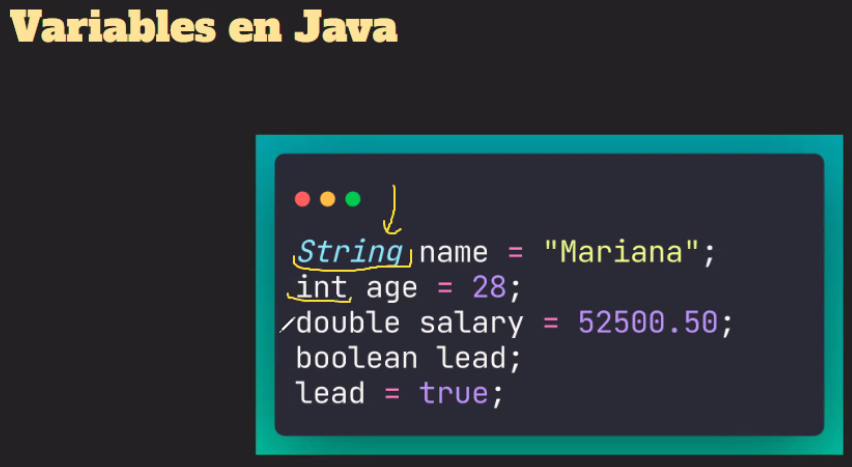 Variables en Java
String name = "Mariana";
int age = 28;
double salary = 52500.50;
boolean lead;
lead = true;